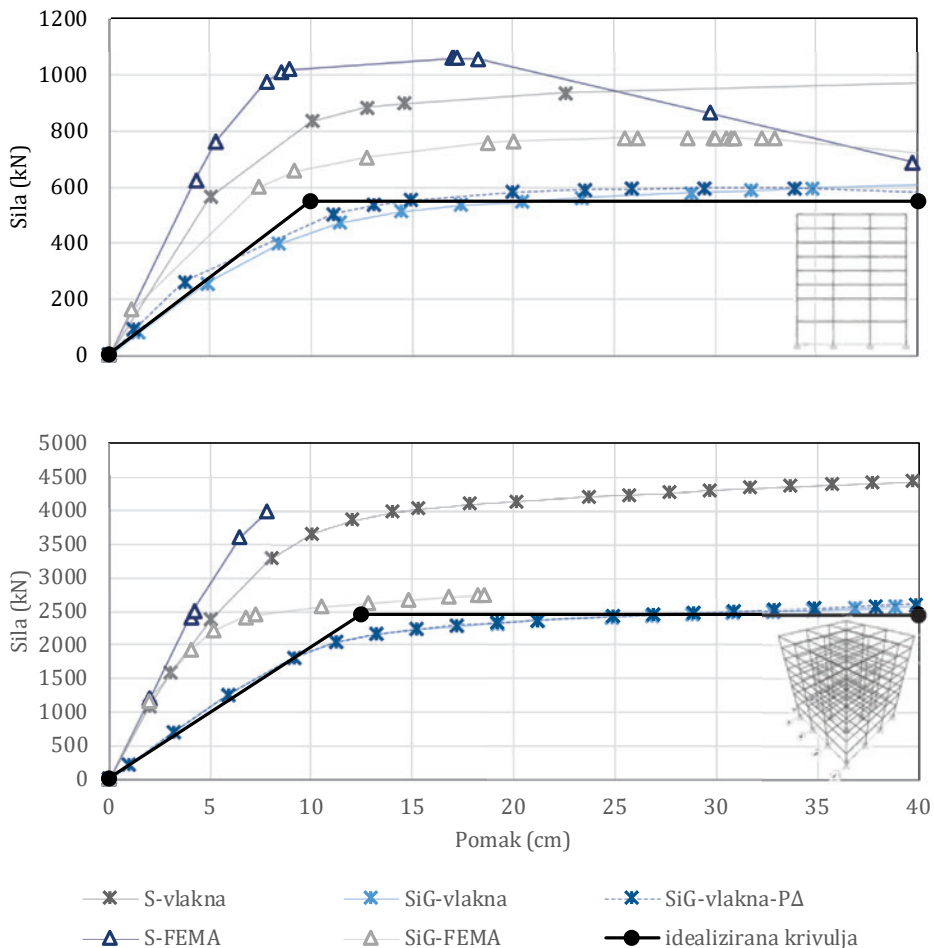 1200
1000
800
600
400
200
0
Sila (kN)
0 5 10 15 20 25 30 35 40
5000
4500
4000
3500
3000
2500
2000
1500
1000
500
0
Sila (kN)
0 5 10 15 20 25 30 35 40
Pomak (cm)
S-vlakna SiG-vlakna SiG-vlakna-PΔ
S-FEMA SiG-FEMA idealizirana krivulja